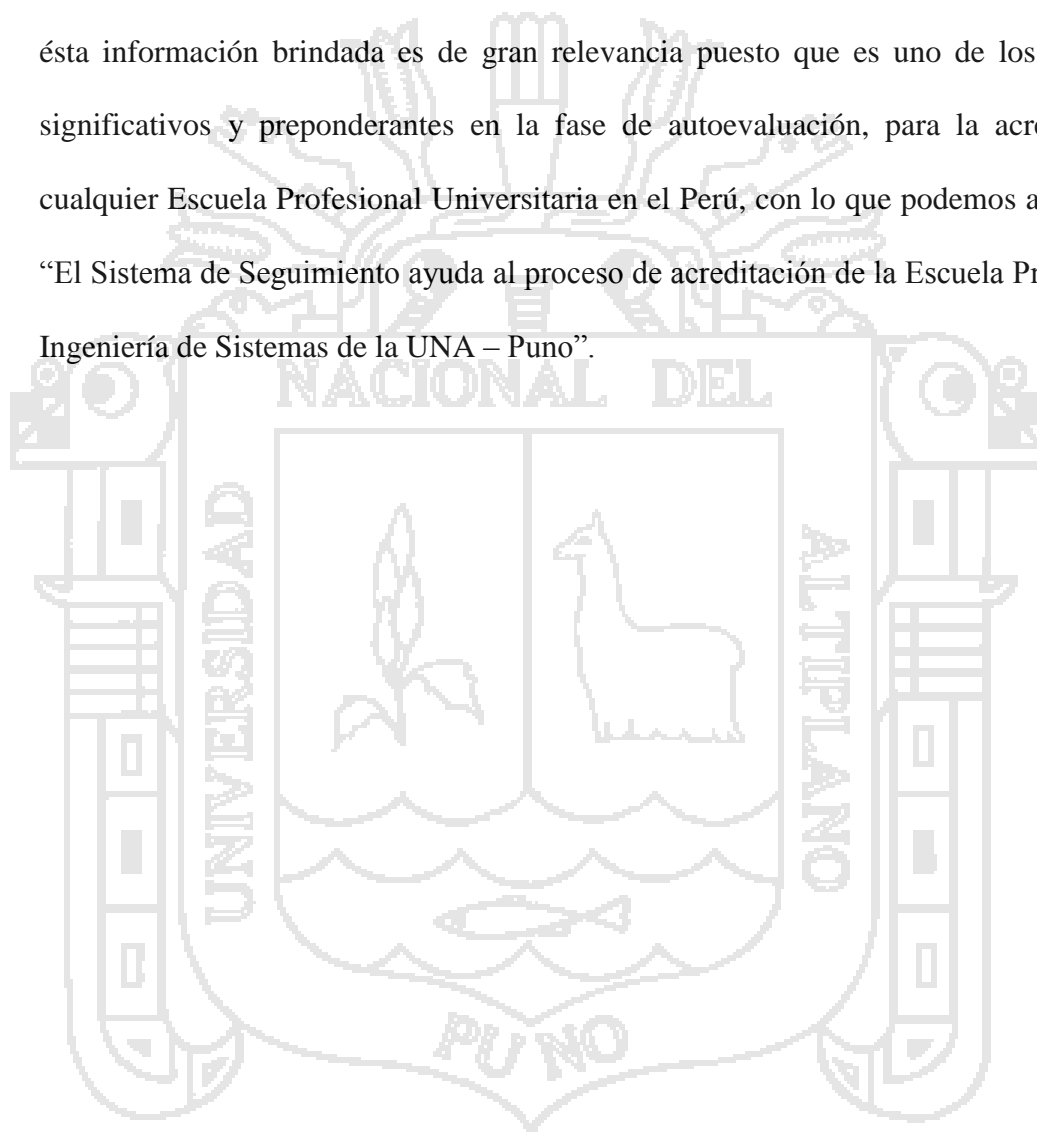 ésta información brindada es de gran relevancia puesto que es uno de los
significativos y preponderantes en la fase de autoevaluación, para la acre
cualquier Escuela Profesional Universitaria en el Perú, con lo que podemos a
“El Sistema de Seguimiento ayuda al proceso de acreditación de la Escuela Pr
Ingeniería de Sistemas de la UNA – Puno”.
NACIONAL DEL
UNIVERSIDAD
ALTIPLANO
PUNO